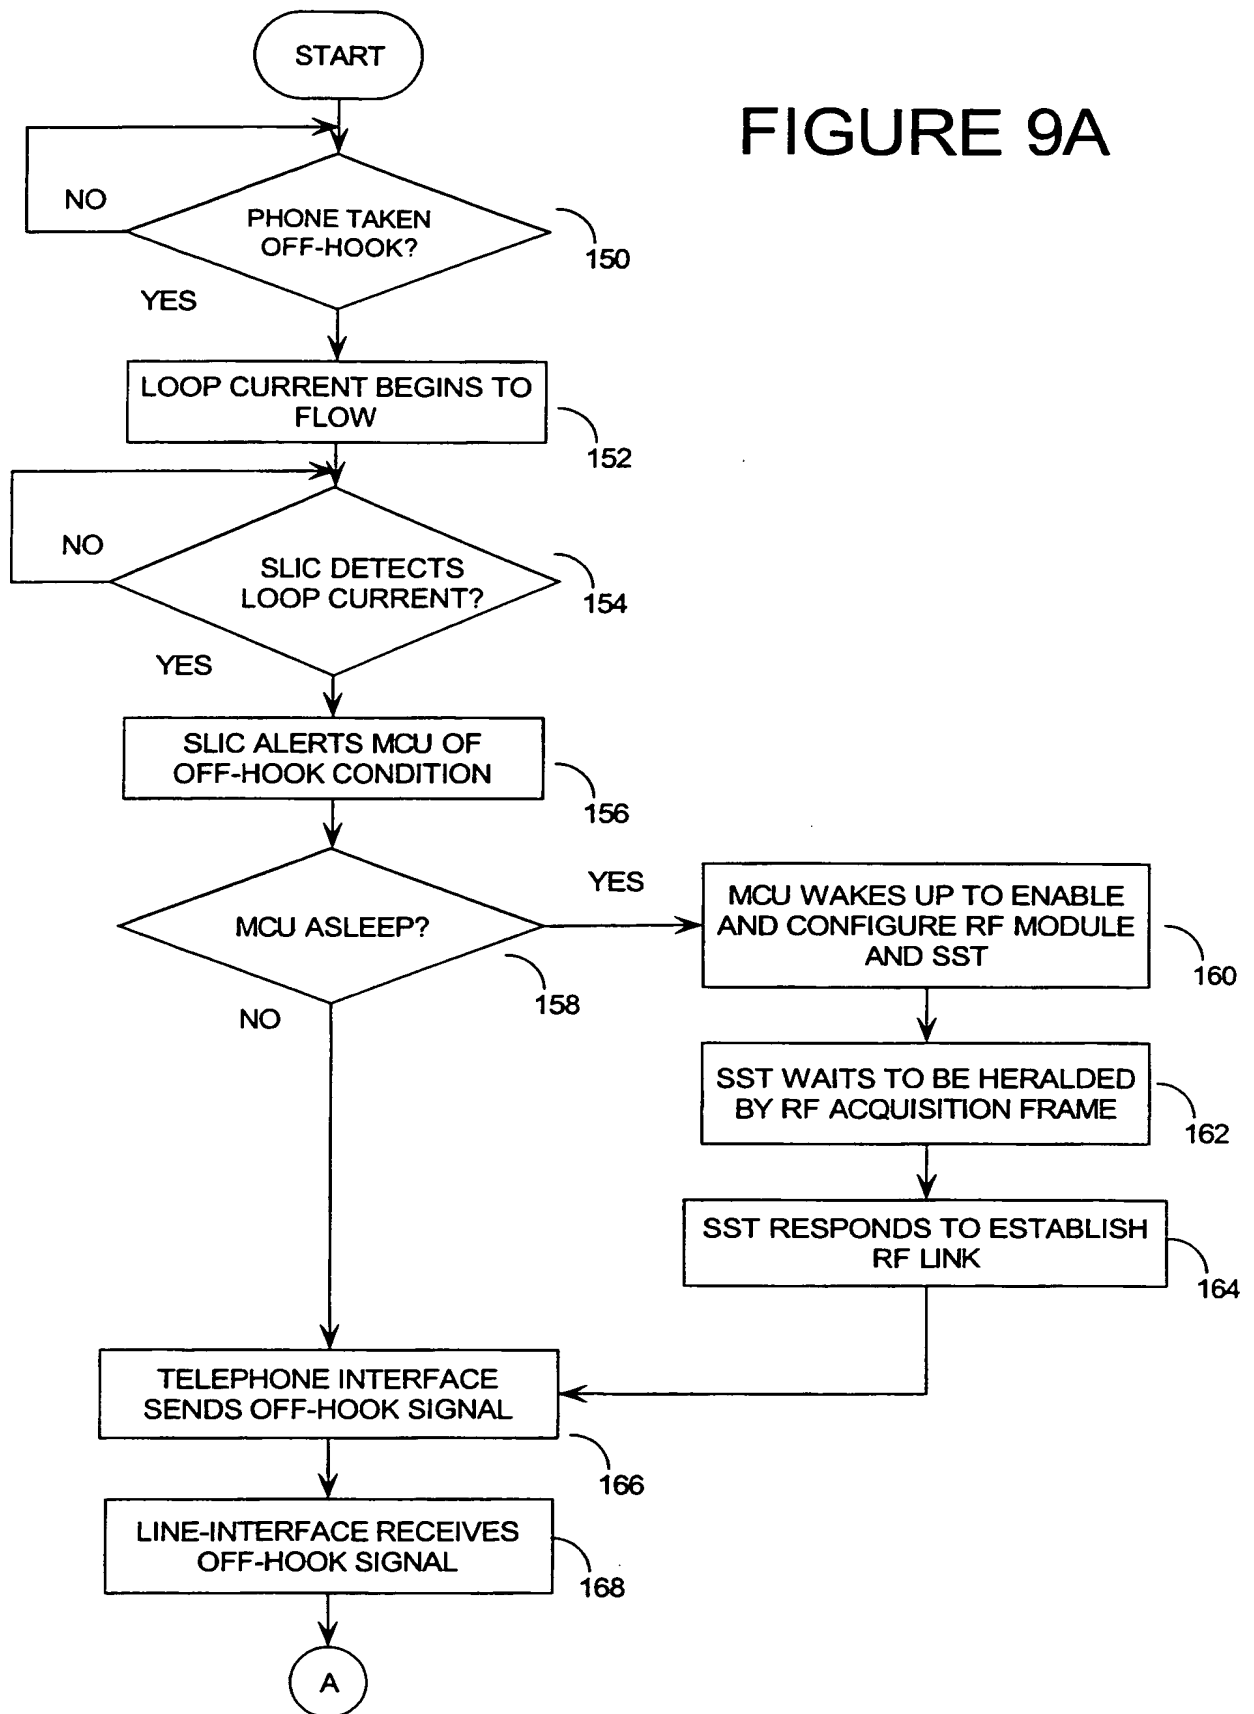 START
FIGURE 9A
NO
PHONE TAKEN
OFF-HOOK?
150
YES
LOOP CURRENT BEGINS TO
FLOW
152
NO
SLIC DETECTS
LOOP CURRENT?
154
YES
SLIC ALERTS MCU OF
OFF-HOOK CONDITION
156
MCU ASLEEP?
158
YES
MCU WAKES UP TO ENABLE
AND CONFIGURE RF MODULE
AND SST
160
NO
SST WAITS TO BE HERALDED
BY RF ACQUISITION FRAME
162
SST RESPONDS TO ESTABLISH
RF LINK
164
TELEPHONE INTERFACE
SENDS OFF-HOOK SIGNAL
166
LINE-INTERFACE RECEIVES
OFF-HOOK SIGNAL
168
A